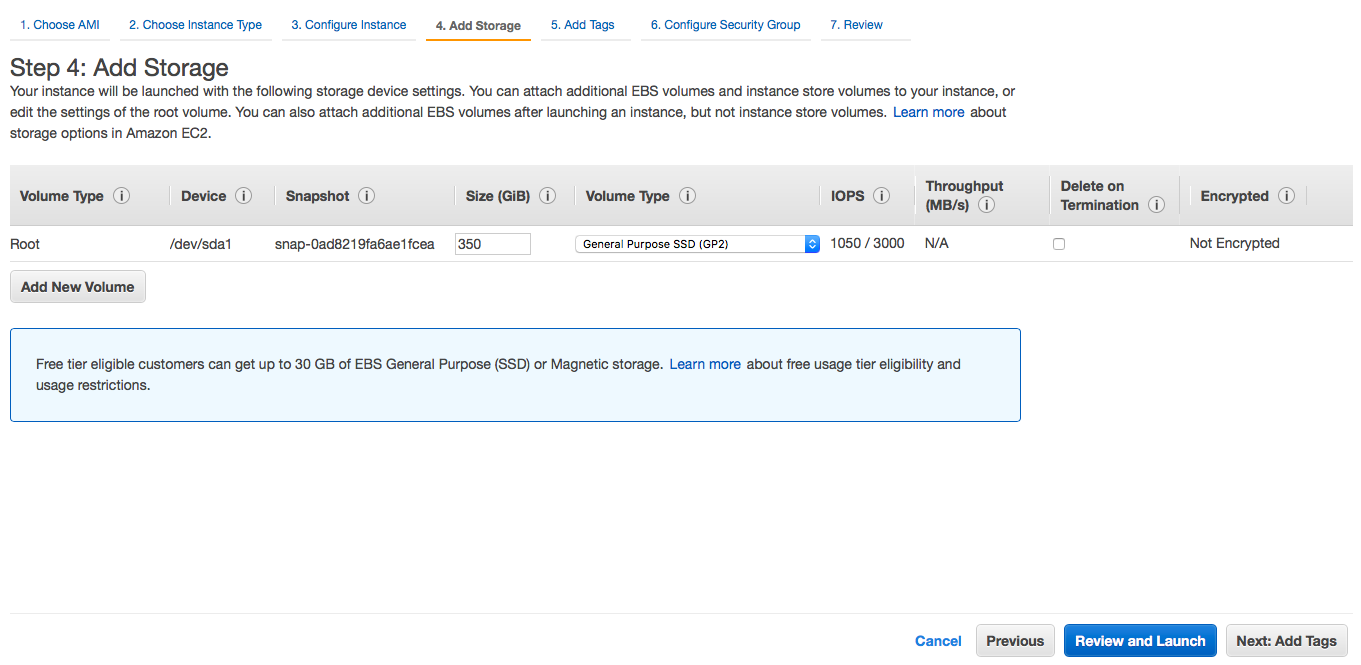 1. Choose AMI 2. Choose Instance Type 3. Configure Instance 4. Add Storage 5. Add Tags 6. Configure Security Group 7. Review
Step 4: Add Storage
Your instance will be launched with the following storage device settings. You can attach additional EBS volumes and instance store volumes to your instance, or
edit the settings of the root volume. You can also attach additional EBS volumes after launching an instance, but not instance store volumes. Learn more about
storage options in Amazon EC2.
Volume Type i Device i Snapshot i Size (GiB) i Volume Type i IOPS i Throughput (MB/s) i Delete on Termination i Encrypted i
Root /dev/sda1 snap-0ad8219fa6ae1fcea 350 General Purpose SSD (GP2) 1050 / 3000 N/A Not Encrypted
Add New Volume
Free tier eligible customers can get up to 30 GB of EBS General Purpose (SSD) or Magnetic storage. Learn more about free usage tier eligibility and
usage restrictions.
Cancel Previous Review and Launch Next: Add Tags